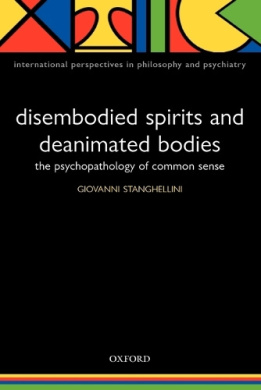 international perspectives in philosophy and psychiatry
disembodied spirits and
deanimated bodies
the psychopathology of common sense
GIOVANNI STANGHELLINI
OXFORD